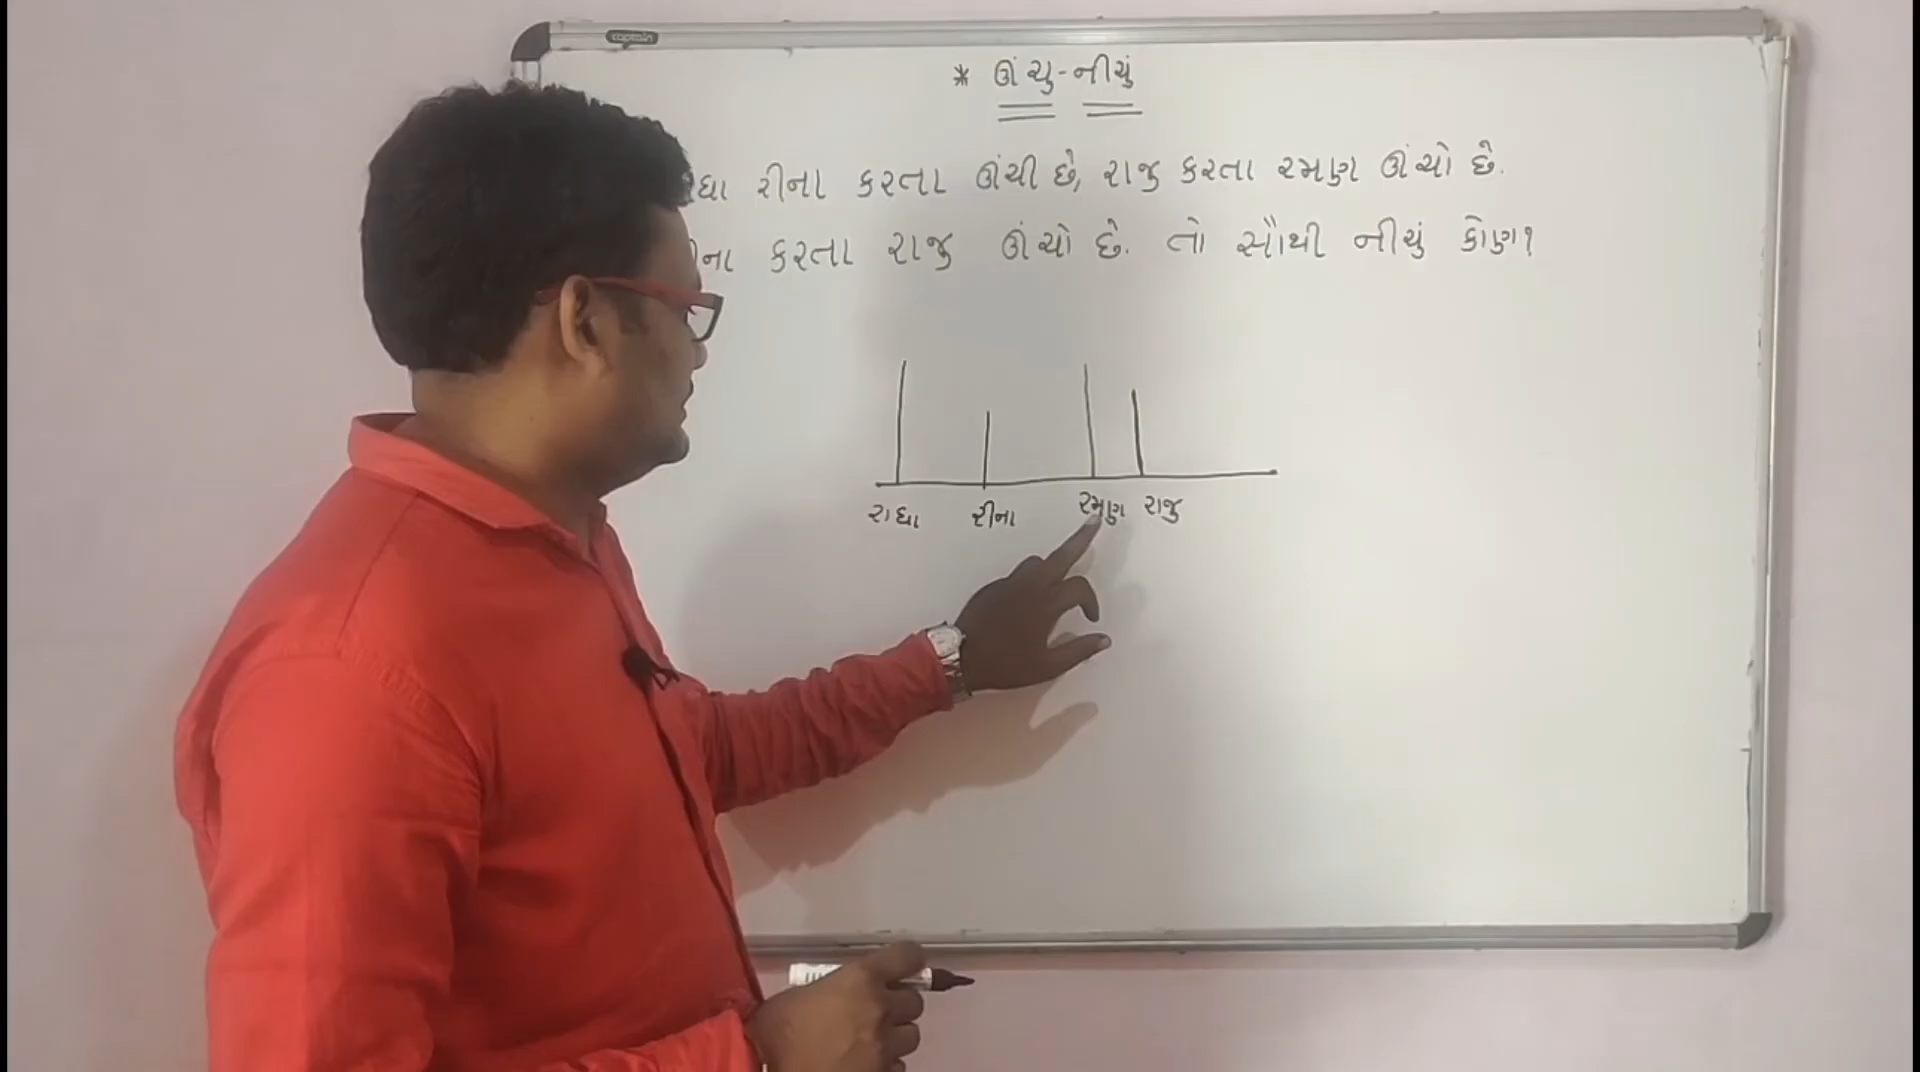 * ઊંચુ-નીચું
રીના કરતા ઊંચી છે, રાજુ કરતા રમણ ઊંચો છે.
કરતા રાજુ ઊંચો છે. તો સૌથી નીચું કોણ?
રાધા રીના રમણ રાજુ